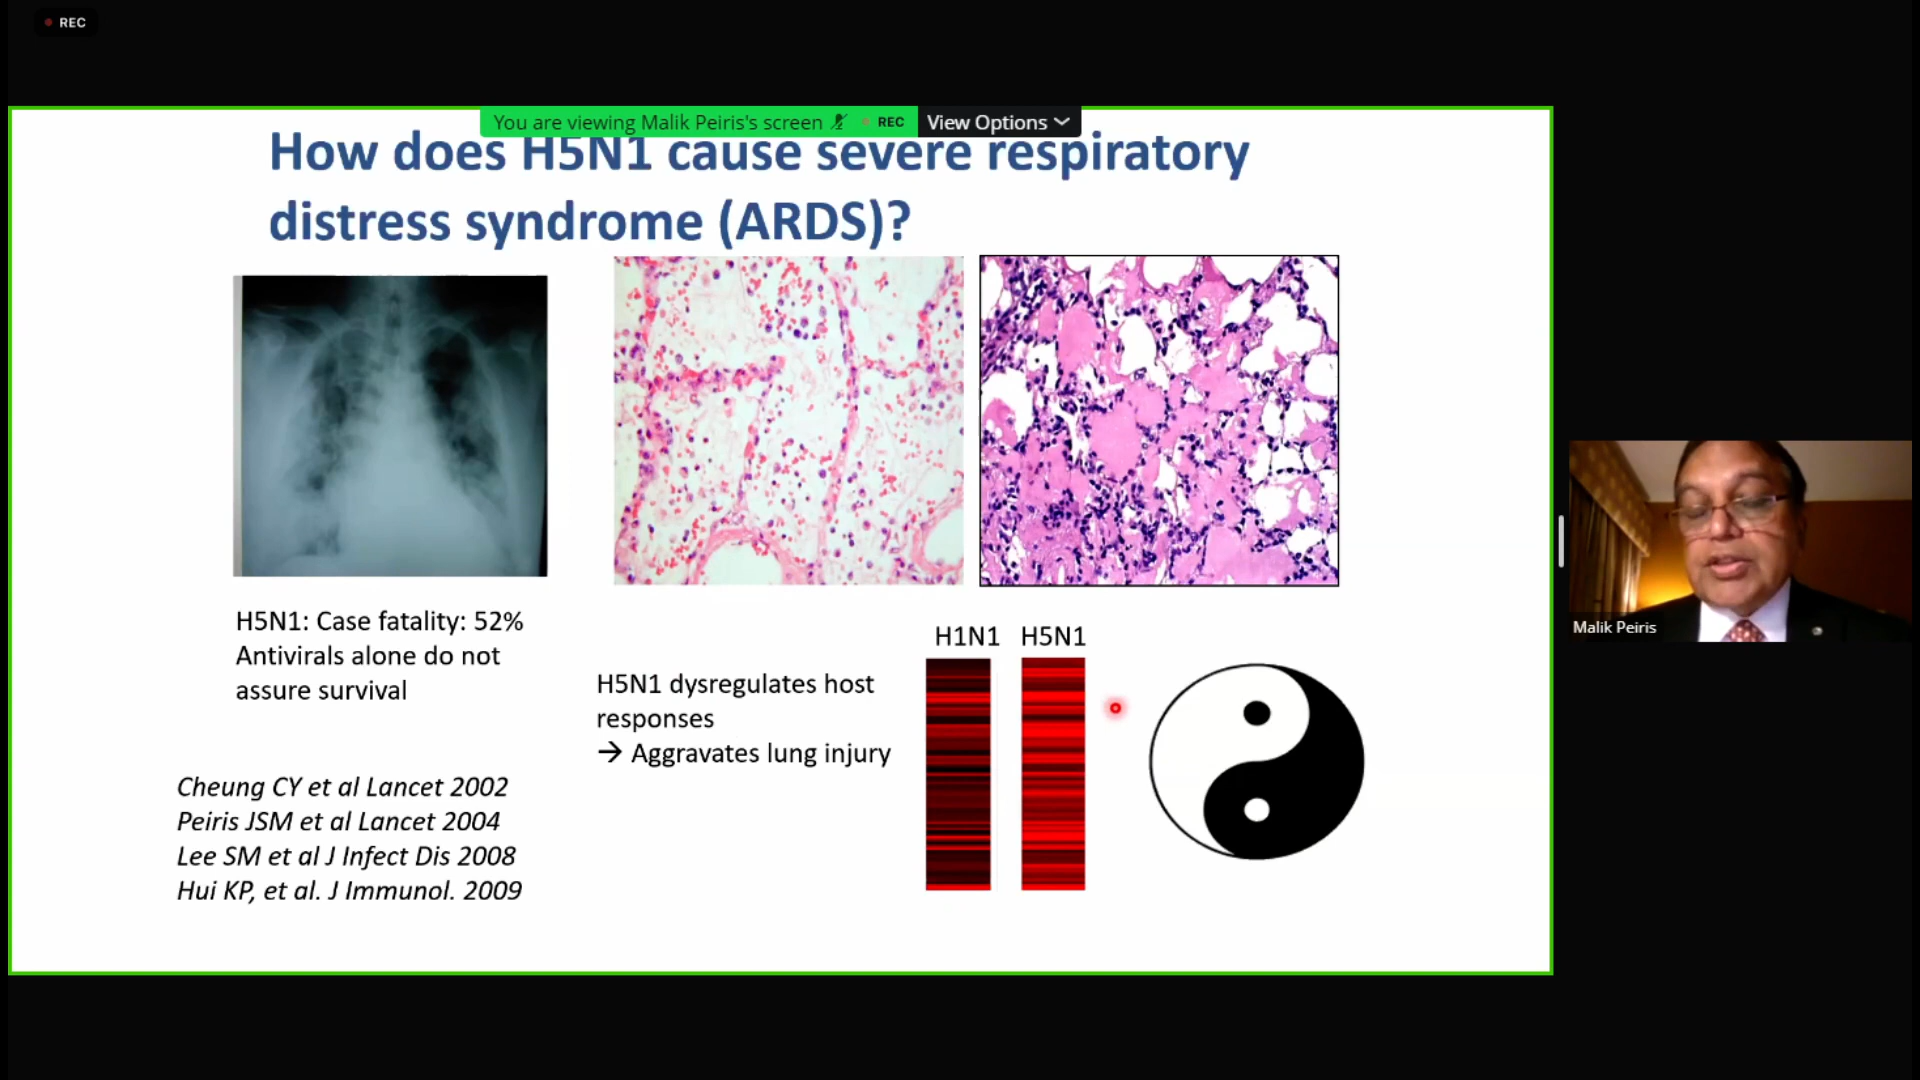 REC
You are viewing Malik Peiris's screen REC View Options
How does H5N1 cause severe respiratory
distress syndrome (ARDS)?
H5N1: Case fatality: 52%
Antivirals alone do not
assure survival
H1N1 H5N1
H5N1 dysregulates host
responses
→ Aggravates lung injury
Cheung CY et al Lancet 2002
Peiris JSM et al Lancet 2004
Lee SM et al J Infect Dis 2008
Hui KP, et al. J Immunol. 2009
Malik Peiris